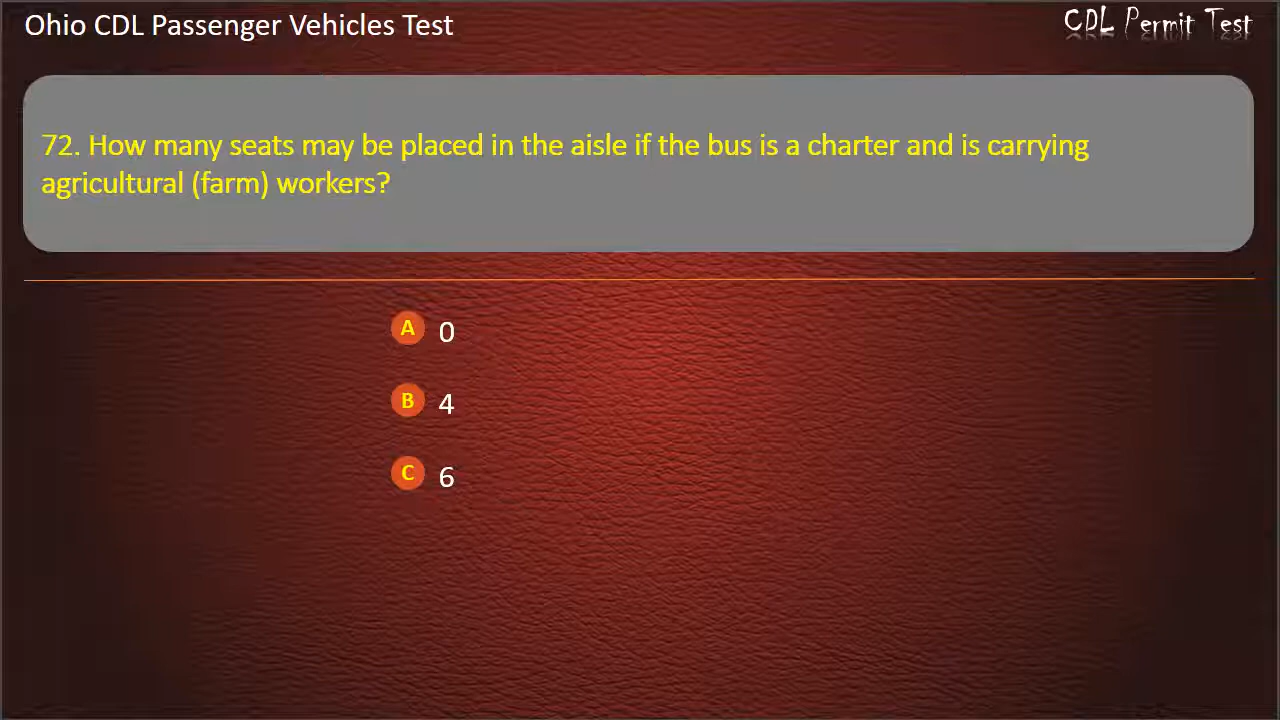 Ohio CDL Passenger Vehicles Test
CDL Permit Test
72. How many seats may be placed in the aisle if the bus is a charter and is carrying
agricultural (farm) workers?
A 0
B 4
C 6